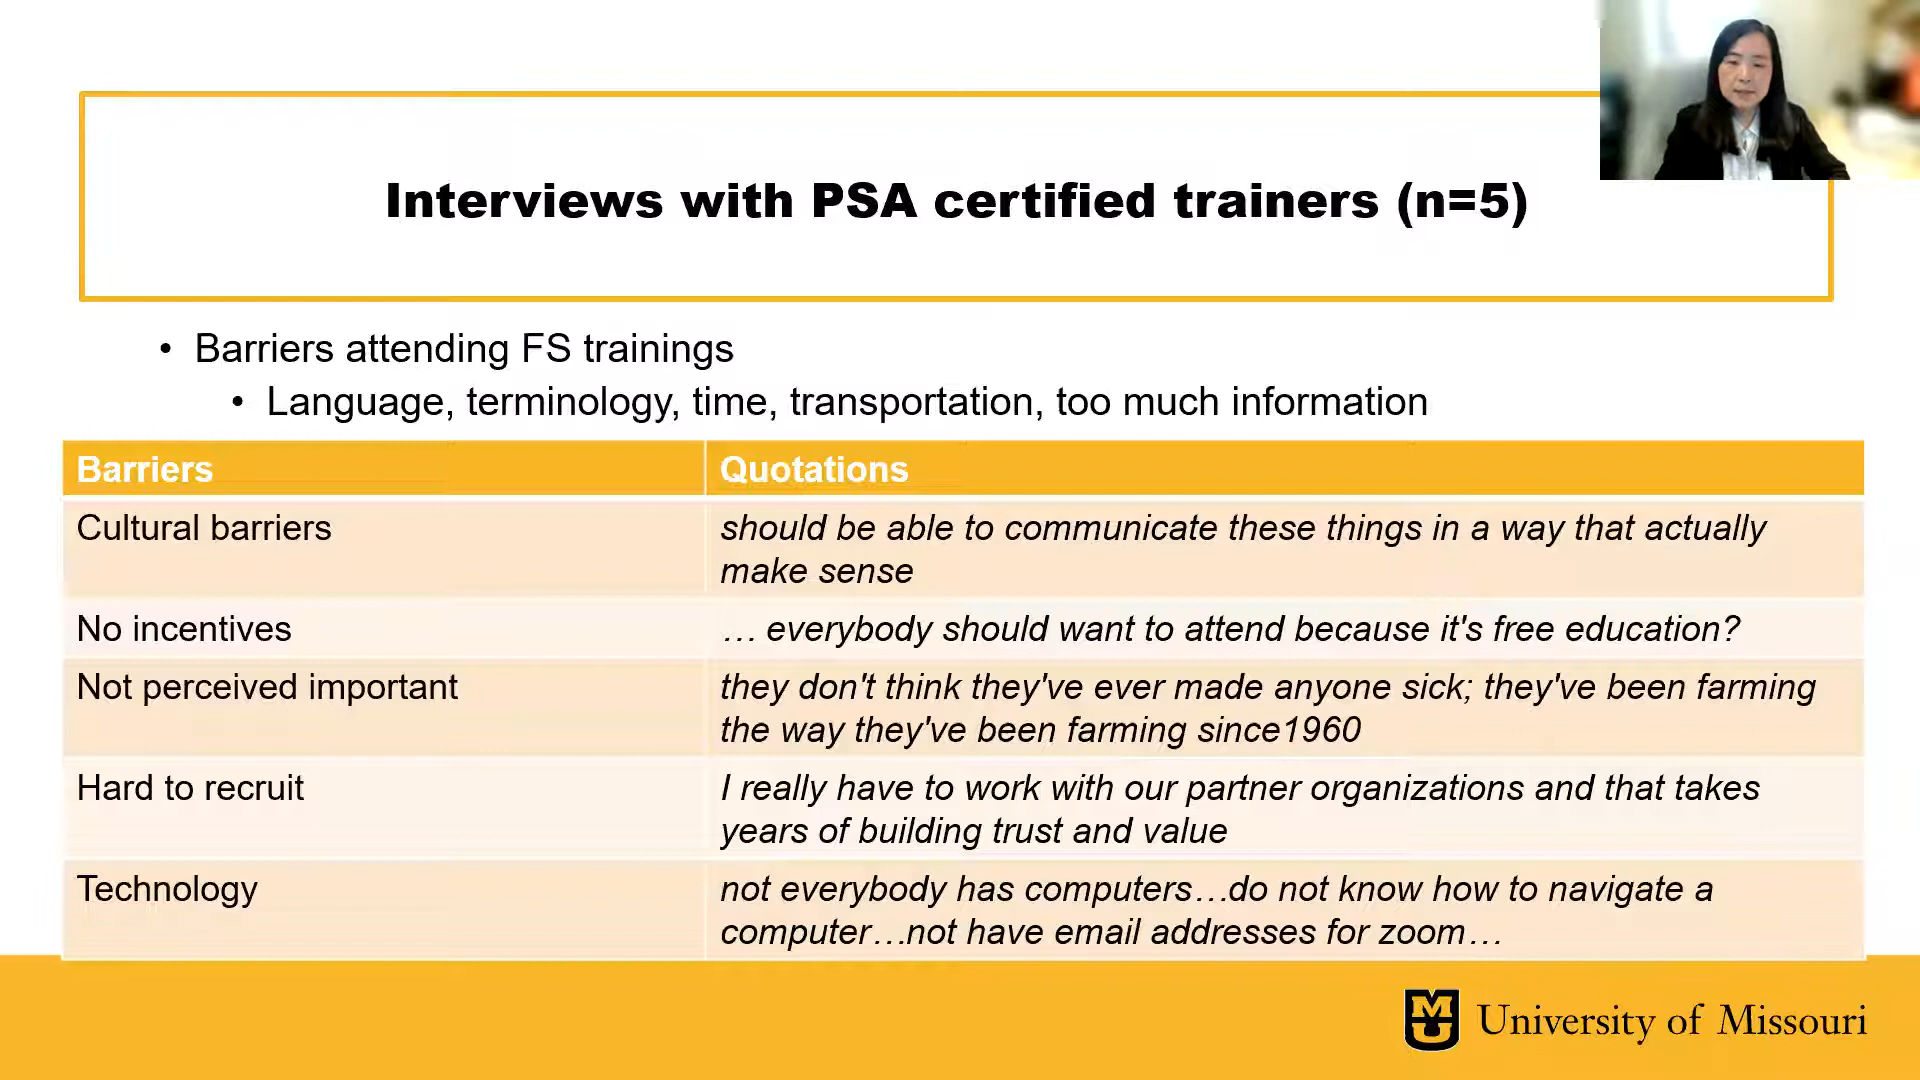 Interviews with PSA certified trainers (n=5)
• Barriers attending FS trainings
• Language, terminology, time, transportation, too much information
Barriers
Quotations
Cultural barriers
should be able to communicate these things in a way that actually
make sense
No incentives
… everybody should want to attend because it's free education?
Not perceived important
they don't think they've ever made anyone sick; they've been farming
the way they've been farming since1960
Hard to recruit
I really have to work with our partner organizations and that takes
years of building trust and value
Technology
not everybody has computers…do not know how to navigate a
computer…not have email addresses for zoom…
MU University of Missouri